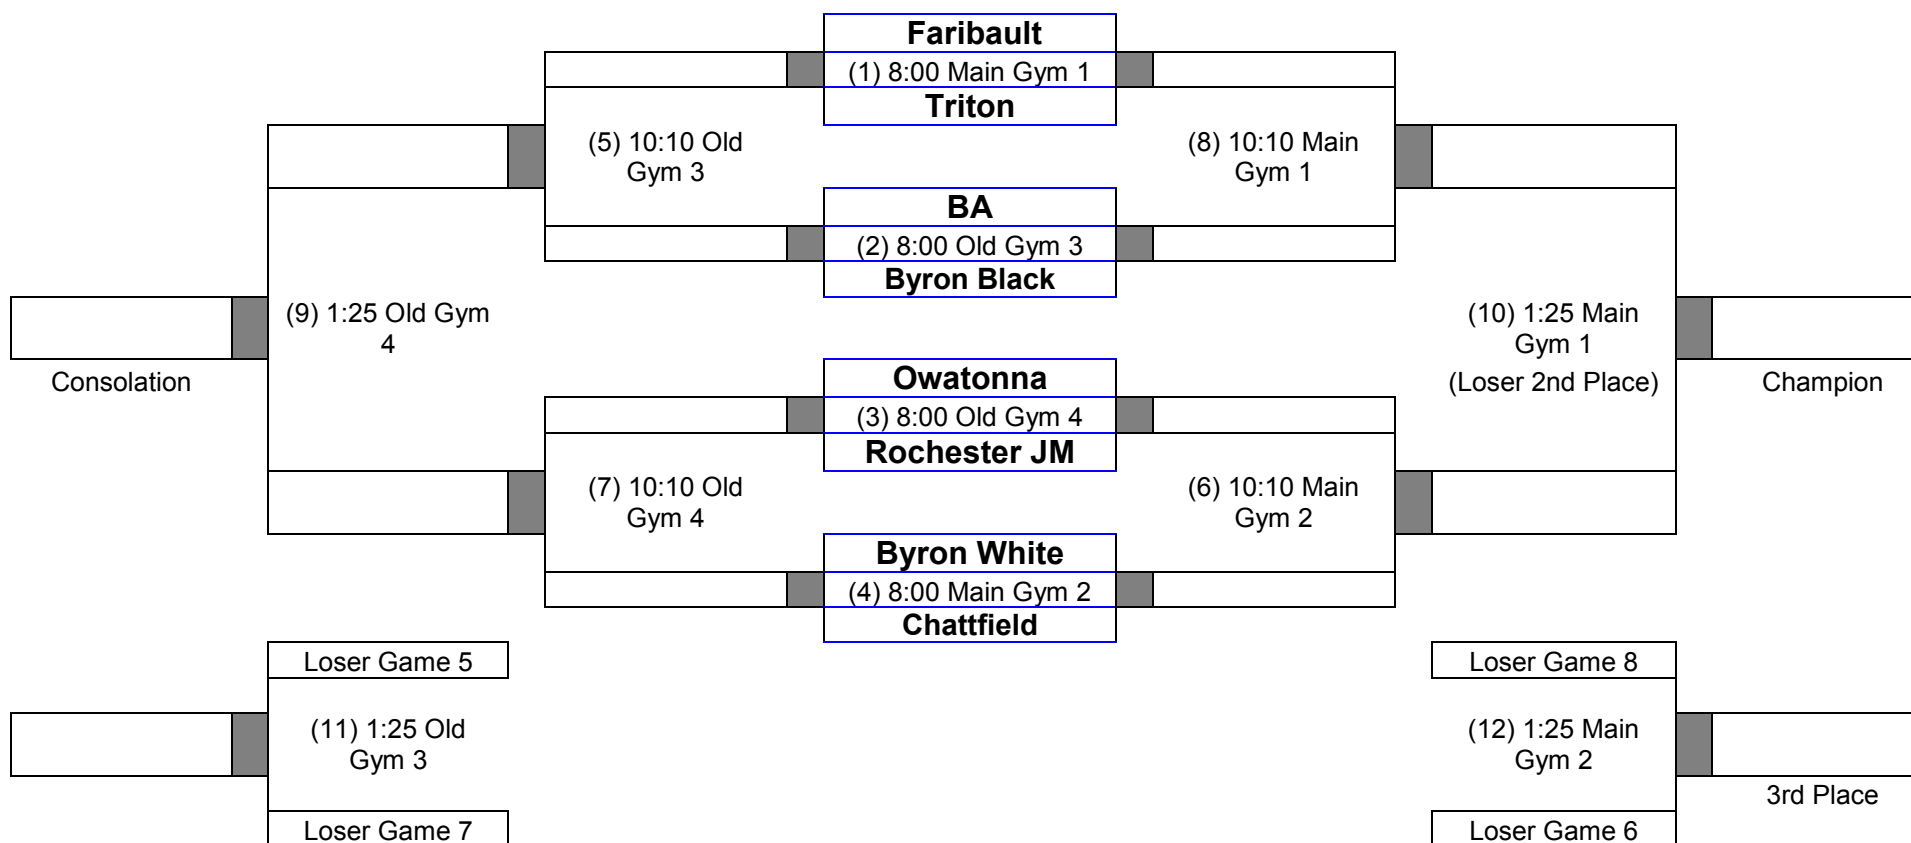 Faribault
(1) 8:00 Main Gym 1
Triton
(5) 10:10 Old
Gym 3
(8) 10:10 Main
Gym 1
BA
(2) 8:00 Old Gym 3
Byron Black
(9) 1:25 Old Gym
4
(10) 1:25 Main
Gym 1
(Loser 2nd Place)
Consolation
Champion
Owatonna
(3) 8:00 Old Gym 4
Rochester JM
(7) 10:10 Old
Gym 4
(6) 10:10 Main
Gym 2
Byron White
(4) 8:00 Main Gym 2
Chattfield
Loser Game 5
Loser Game 8
(11) 1:25 Old
Gym 3
(12) 1:25 Main
Gym 2
3rd Place
Loser Game 7
Loser Game 6